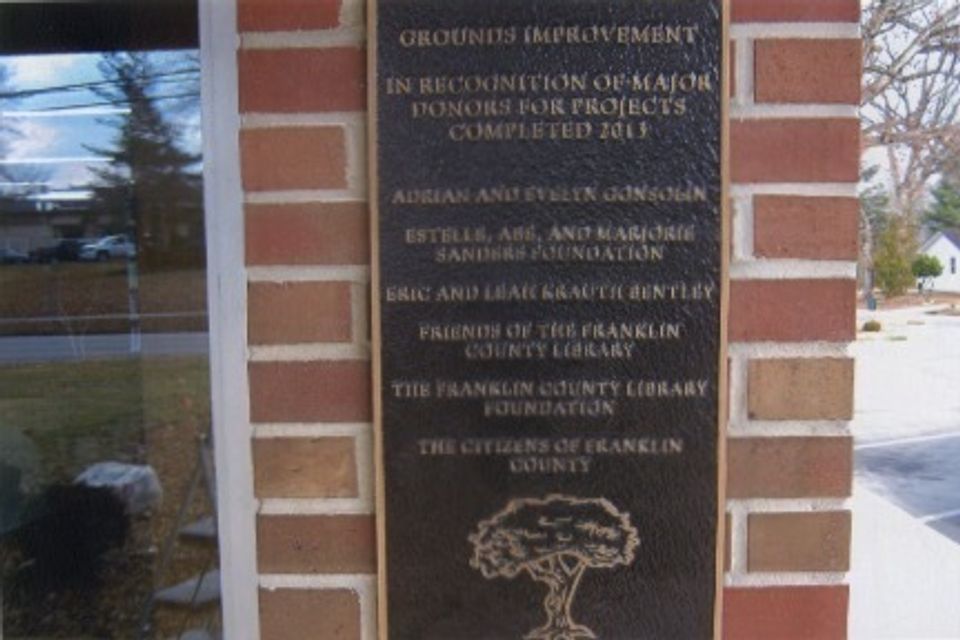 GROUNDS IMPROVEMENT
IN RECOGNITION OF MAJOR
DONORS FOR PROJECTS
COMPLETED 2013
ADRIAN AND EVELYN GONSOLIN
ESTELLE, ABE, AND MARJORIE
SANDERS FOUNDATION
ERIC AND LEAH KRAUTH BENTLEY
FRIENDS OF THE FRANKLIN
COUNTY LIBRARY
THE FRANKLIN COUNTY LIBRARY
FOUNDATION
THE CITIZENS OF FRANKLIN
COUNTY